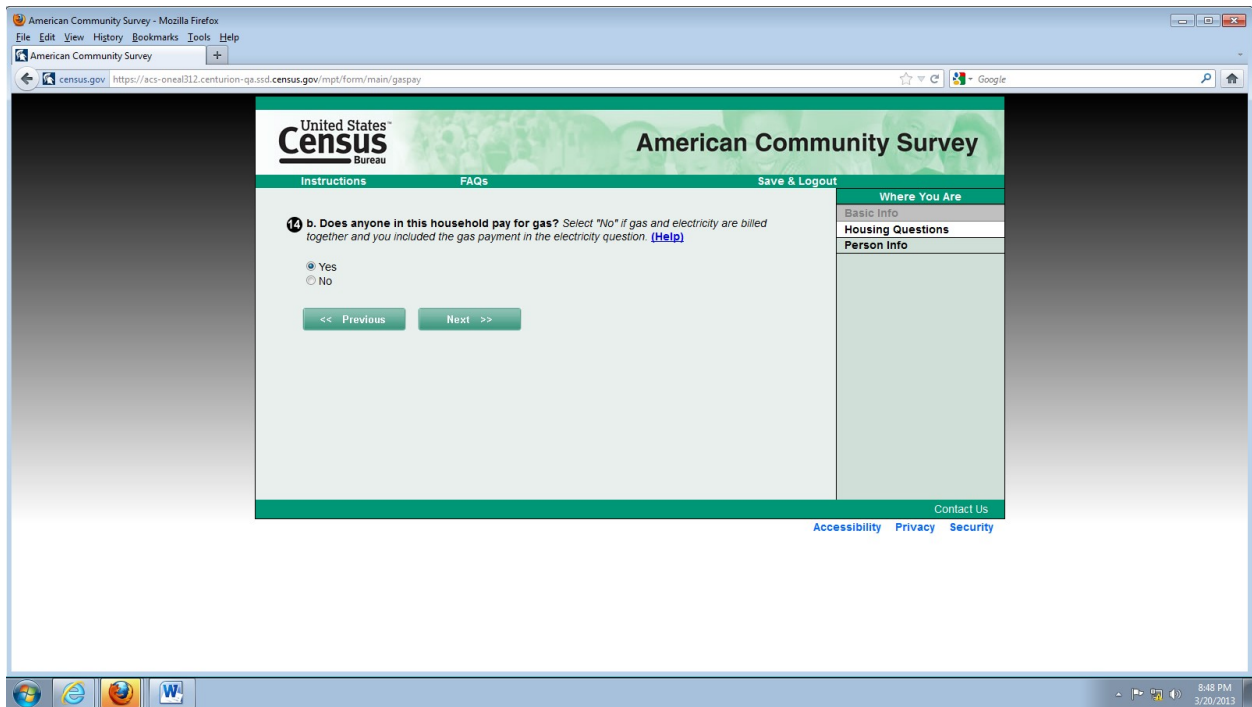 American Community Survey - Mozilla Firefox
File Edit View History Bookmarks Tools Help
American Community Survey +
census.gov https://acs-oneal312.centurion-qa.ssd.census.gov/mpt/form/main/gaspay Google
United States™
Census
Bureau
American Community Survey
Instructions FAQs Save & Logout
Where You Are
Basic Info
Housing Questions
Person Info
14 b. Does anyone in this household pay for gas? Select "No" if gas and electricity are billed
together and you included the gas payment in the electricity question. (Help)
Yes
No
<< Previous Next >>
Contact Us
Accessibility Privacy Security
W
8:48 PM
3/20/2013